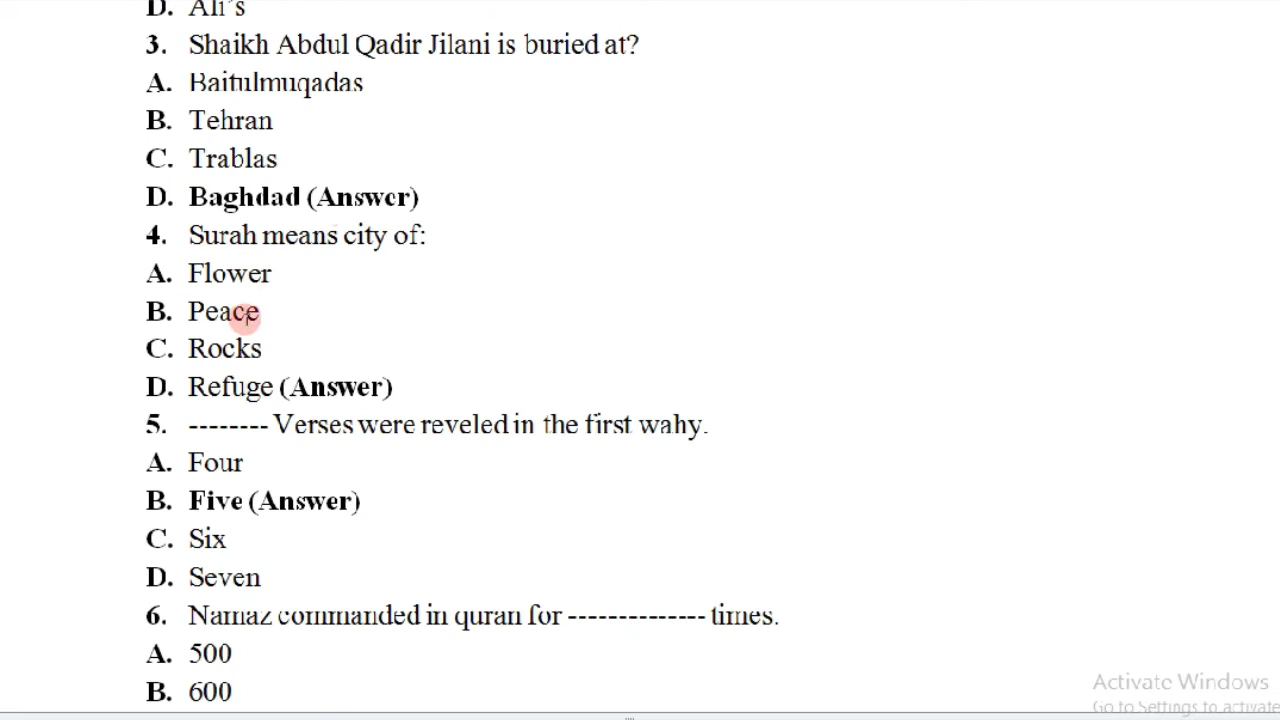 D. Ali's
3. Shaikh Abdul Qadir Jilani is buried at?
A. Baitulmuqadas
B. Tehran
C. Trablas
D. Baghdad (Answer)
4. Surah means city of:
A. Flower
B. Peace
C. Rocks
D. Refuge (Answer)
5. -------- Verses were reveled in the first wahy.
A. Four
B. Five (Answer)
C. Six
D. Seven
6. Namaz commanded in quran for -------------- times.
A. 500
B. 600
Activate Windows
Go to Settings to activate